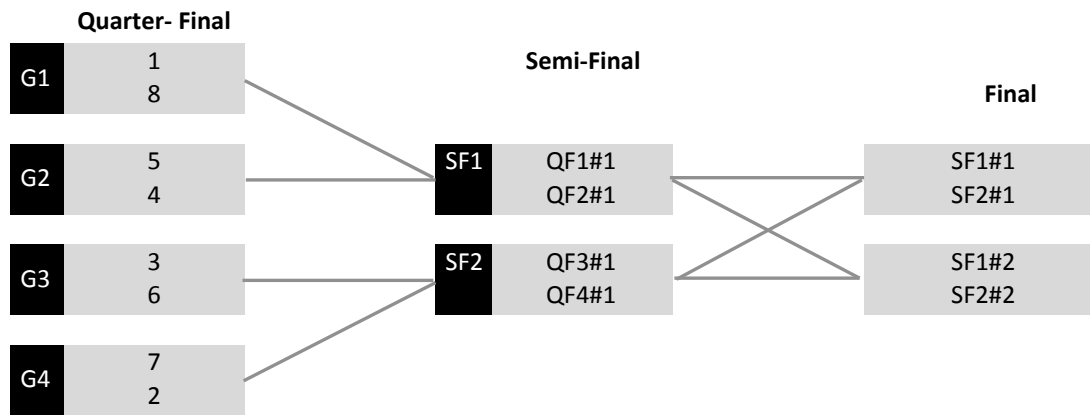 Quarter- Final
Semi-Final
Final
G1
1
8
G2
5
4
G3
3
6
G4
7
2
SF1
QF1#1
QF2#1
SF2
QF3#1
QF4#1
SF1#1
SF2#1
SF1#2
SF2#2